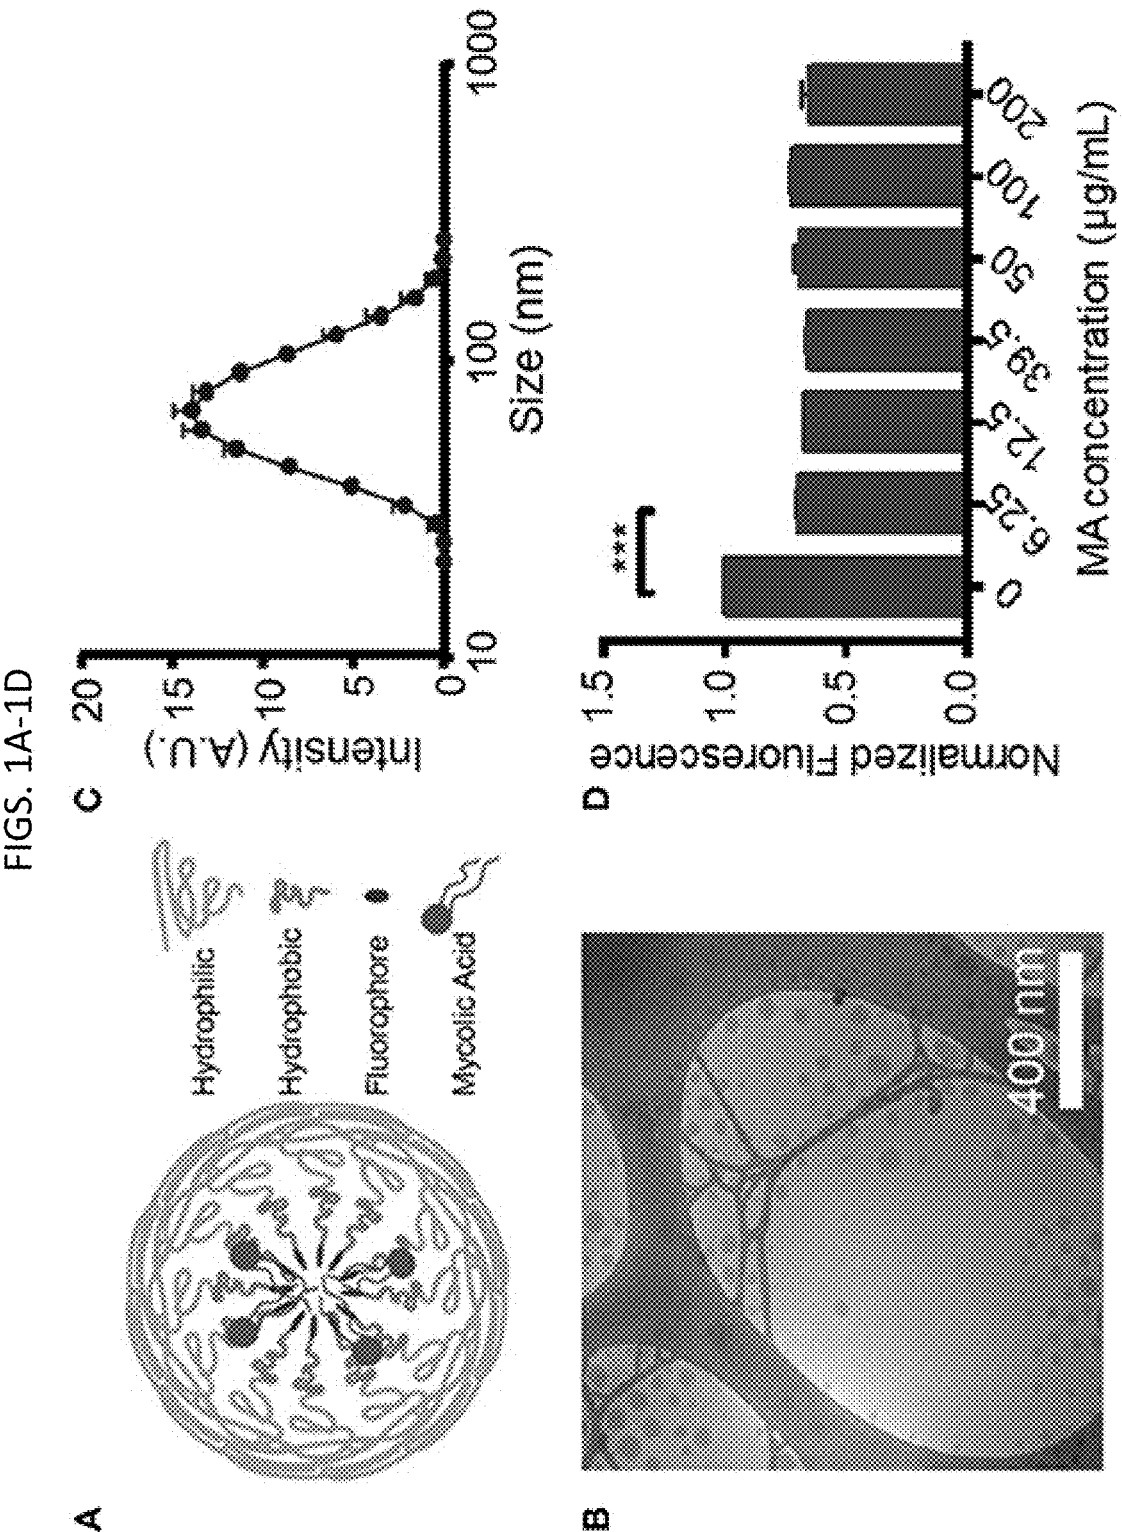 FIGS. 1A-1D
A
Hydrophilic
Hydrophobic
Fluorophore
Mycolic Acid
B
400 nm
C
Intensity (A.U.)
20
15
10
5
0
10
100
1000
Size (nm)
D
Normalized Fluorescence
1.5
1.0
0.5
0.0
***
0
6.25
12.5
39.5
50
100
200
MA concentration (µg/mL)